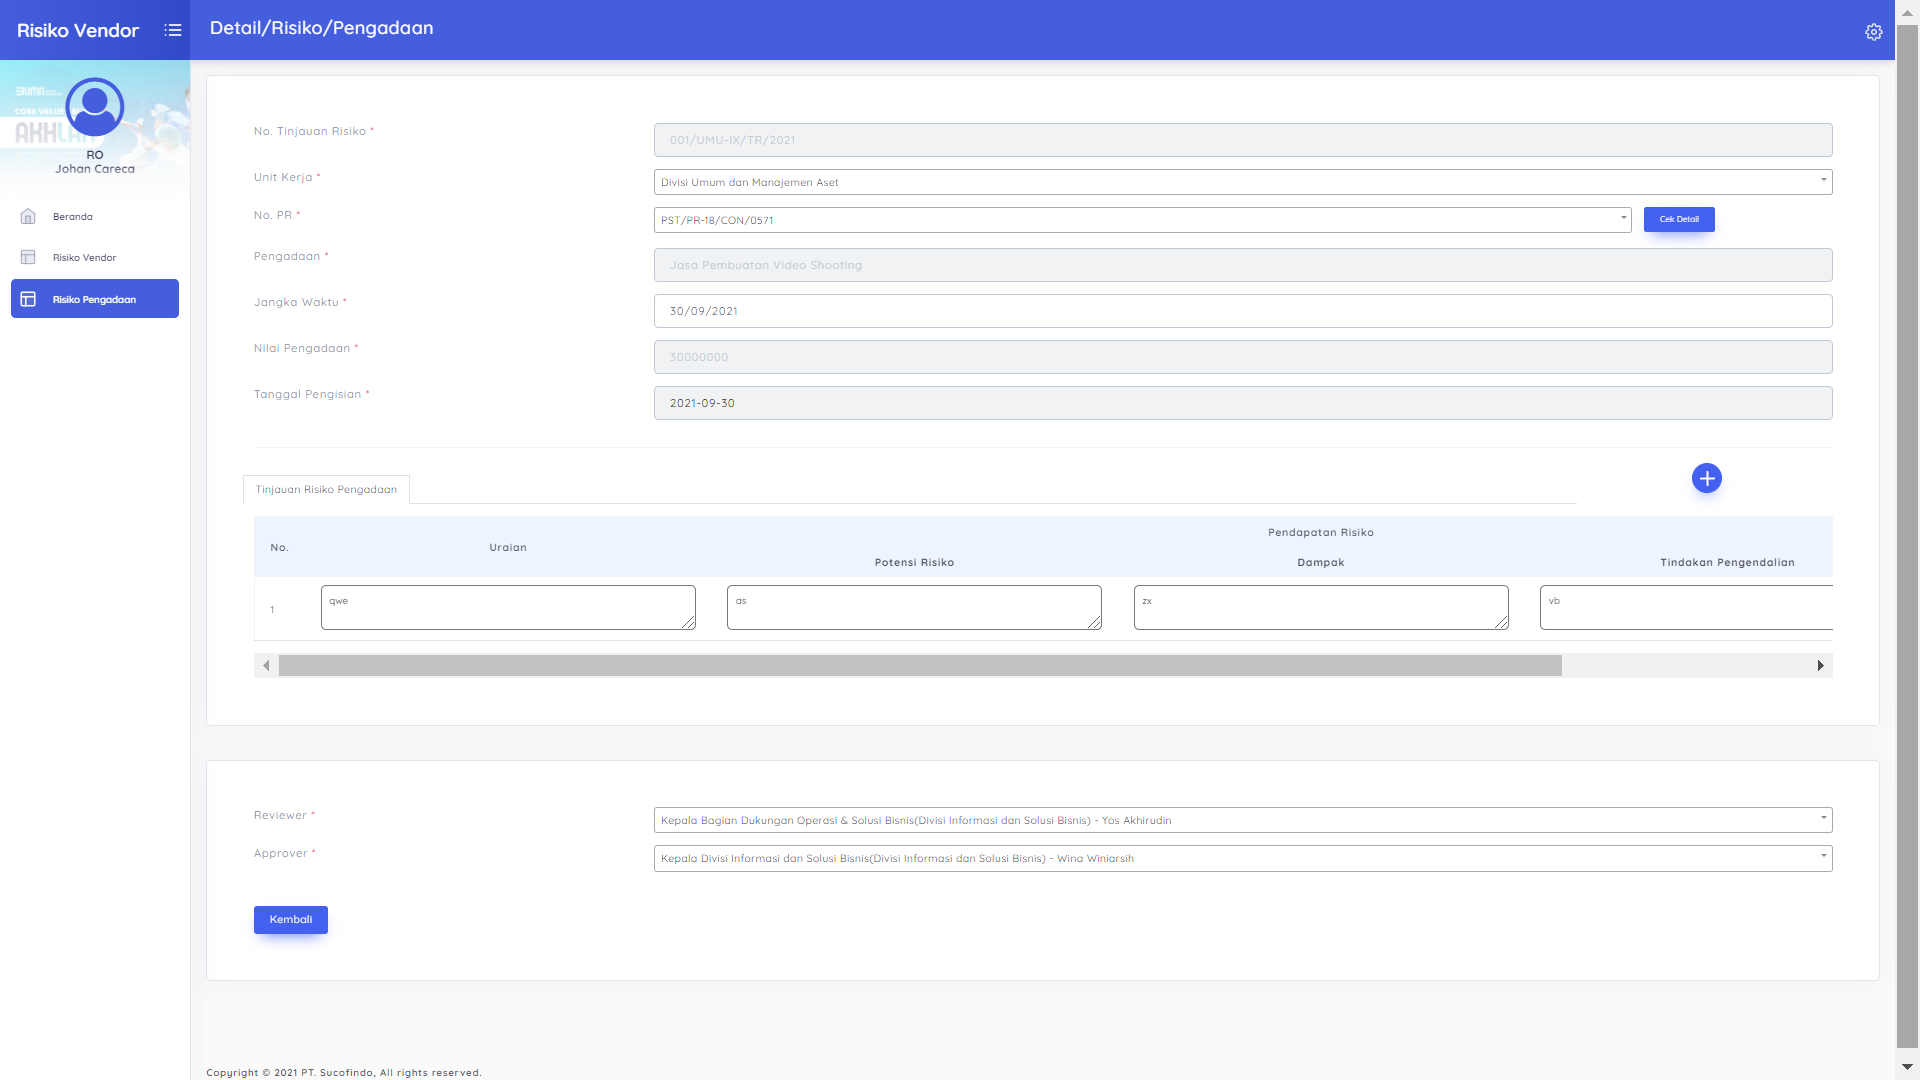 Risiko Vendor
Detail/Risiko/Pengadaan
CORE VALUE
AKHLAK
RO
Johan Careca
Beranda
Risiko Vendor
Risiko Pengadaan
No. Tinjauan Risiko *
001/UMU-IX/TR/2021
Unit Kerja *
Divisi Umum dan Manajemen Aset
No. PR *
PST/PR-18/CON/0571
Cek Detail
Pengadaan *
Jasa Pembuatan Video Shooting
Jangka Waktu *
30/09/2021
Nilai Pengadaan *
30000000
Tanggal Pengisian *
2021-09-30
Tinjauan Risiko Pengadaan
No.
Uraian
Pendapatan Risiko
Potensi Risiko
Dampak
Tindakan Pengendalian
1
qwe
as
zx
vb
Reviewer *
Kepala Bagian Dukungan Operasi & Solusi Bisnis(Divisi Informasi dan Solusi Bisnis) - Yos Akhirudin
Approver *
Kepala Divisi Informasi dan Solusi Bisnis(Divisi Informasi dan Solusi Bisnis) - Wina Winiarsih
Kembali
Copyright © 2021 PT. Sucofindo, All rights reserved.